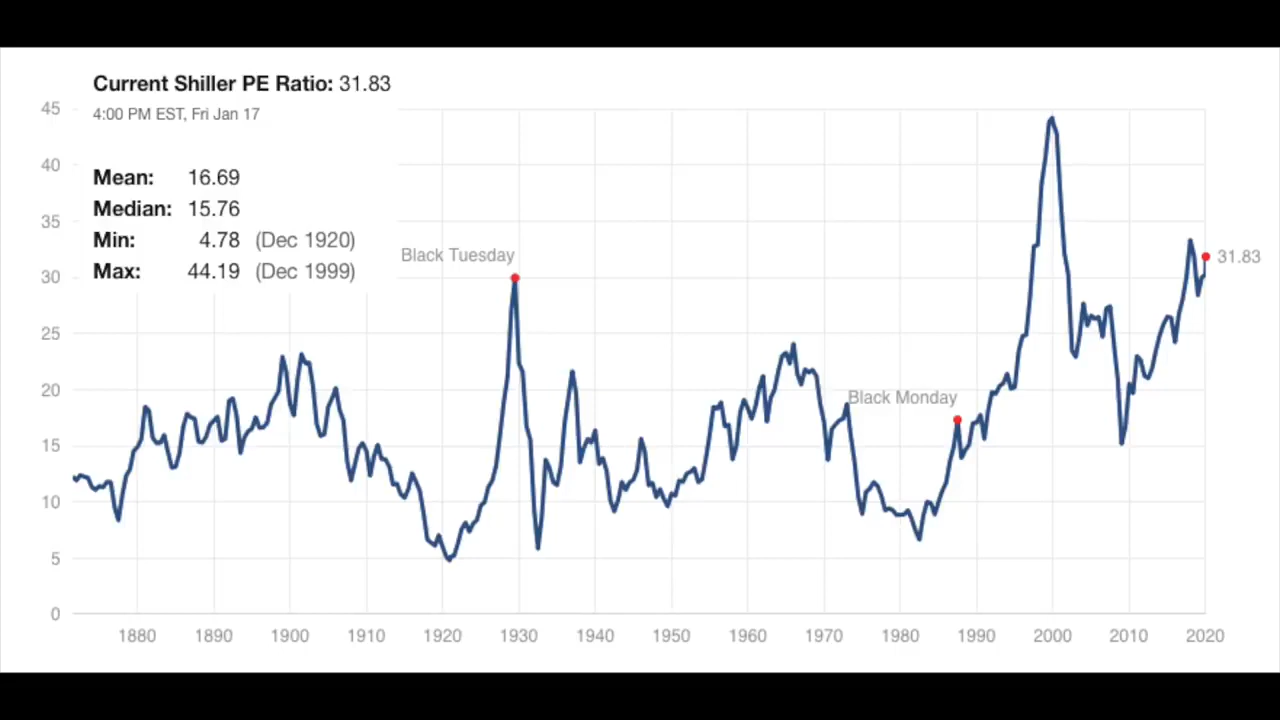 Current Shiller PE Ratio: 31.83
4:00 PM EST, Fri Jan 17
Mean: 16.69
Median: 15.76
Min: 4.78 (Dec 1920)
Max: 44.19 (Dec 1999)
45
40
35
30
25
20
15
10
5
0
Black Tuesday
Black Monday
31.83
1880 1890 1900 1910 1920 1930 1940 1950 1960 1970 1980 1990 2000 2010 2020